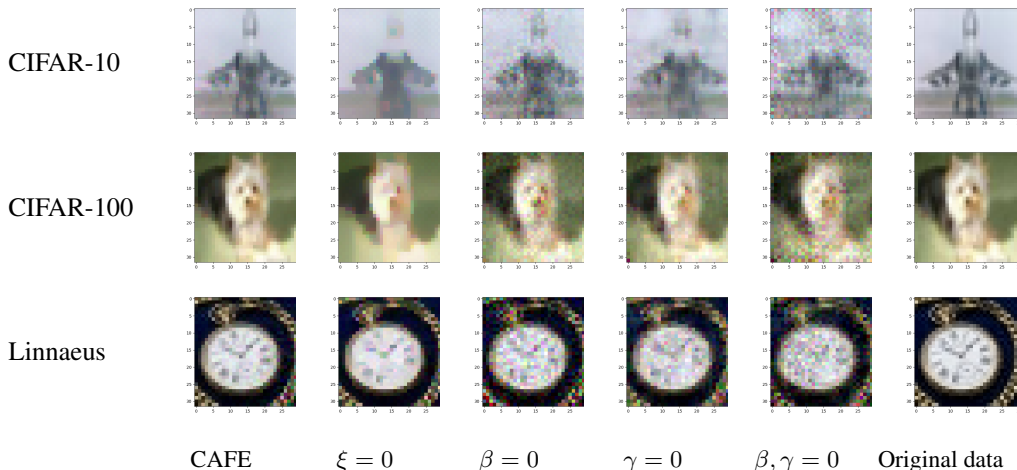 CIFAR-10
CIFAR-100
Linnaeus
CAFE ξ = 0 β = 0 γ = 0 β, γ = 0 Original data